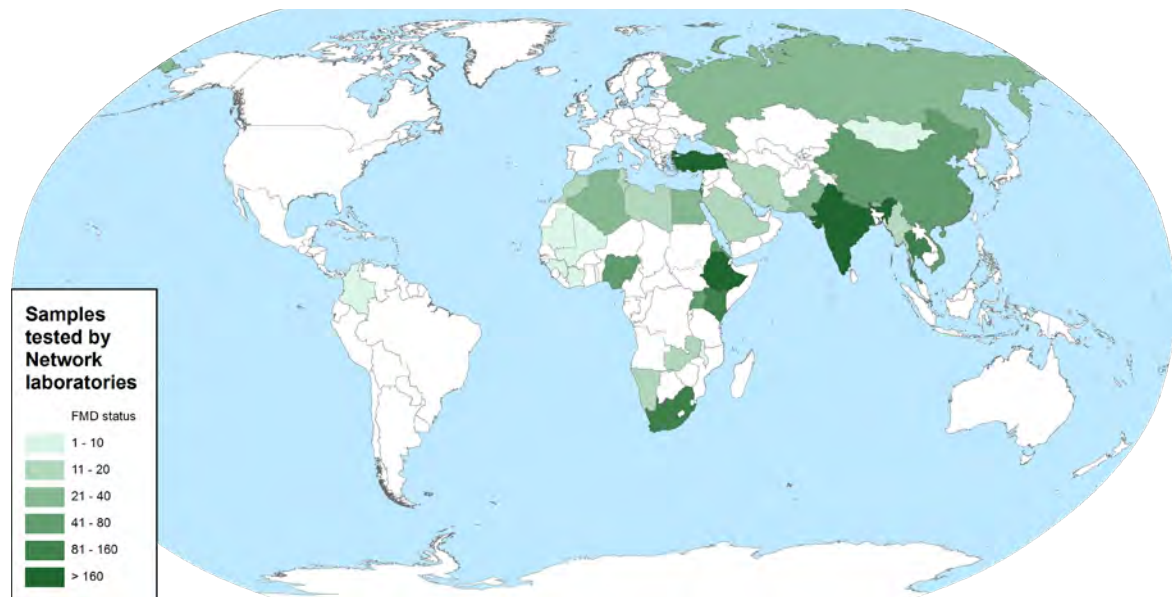 Samples
tested by
Network
laboratories
FMD status
1 - 10
11 - 20
21 - 40
41 - 80
81 - 160
> 160